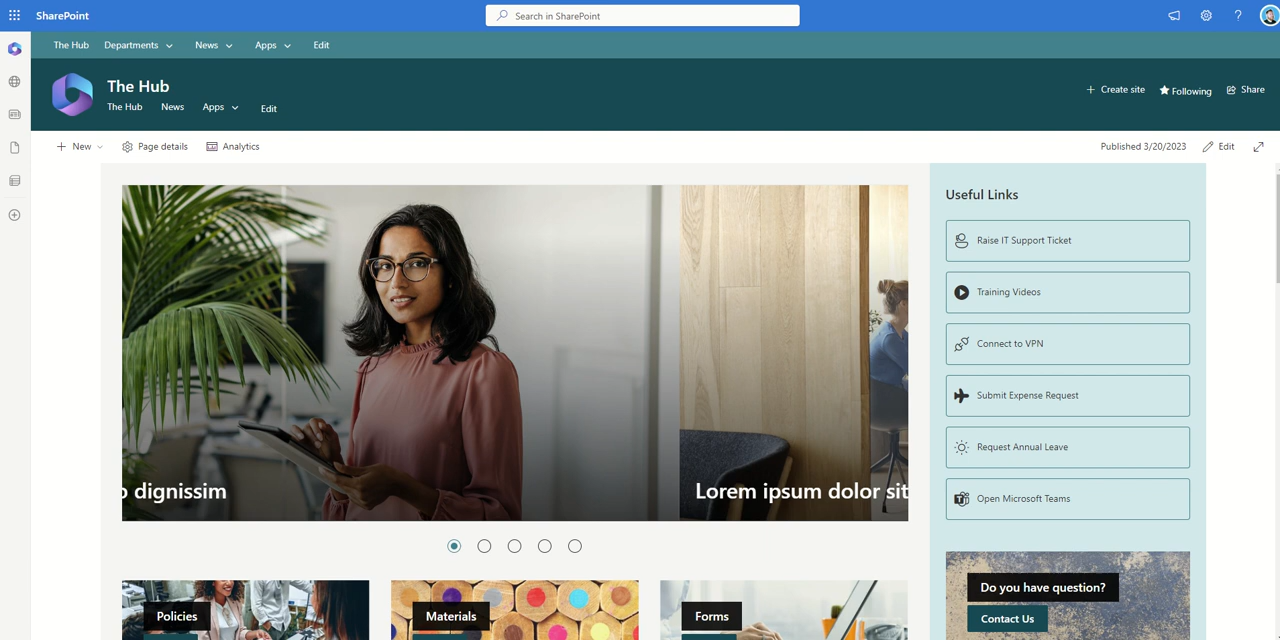 SharePoint
Search in SharePoint
?
The Hub Departments News Apps Edit
The Hub
The Hub News Apps Edit
+ Create site Following Share
+ New Page details Analytics
Published 3/20/2023 Edit
dignissim
Lorem ipsum dolor sit
Useful Links
Raise IT Support Ticket
Training Videos
Connect to VPN
Submit Expense Request
Request Annual Leave
Open Microsoft Teams
Policies
Materials
Forms
Do you have question?
Contact Us